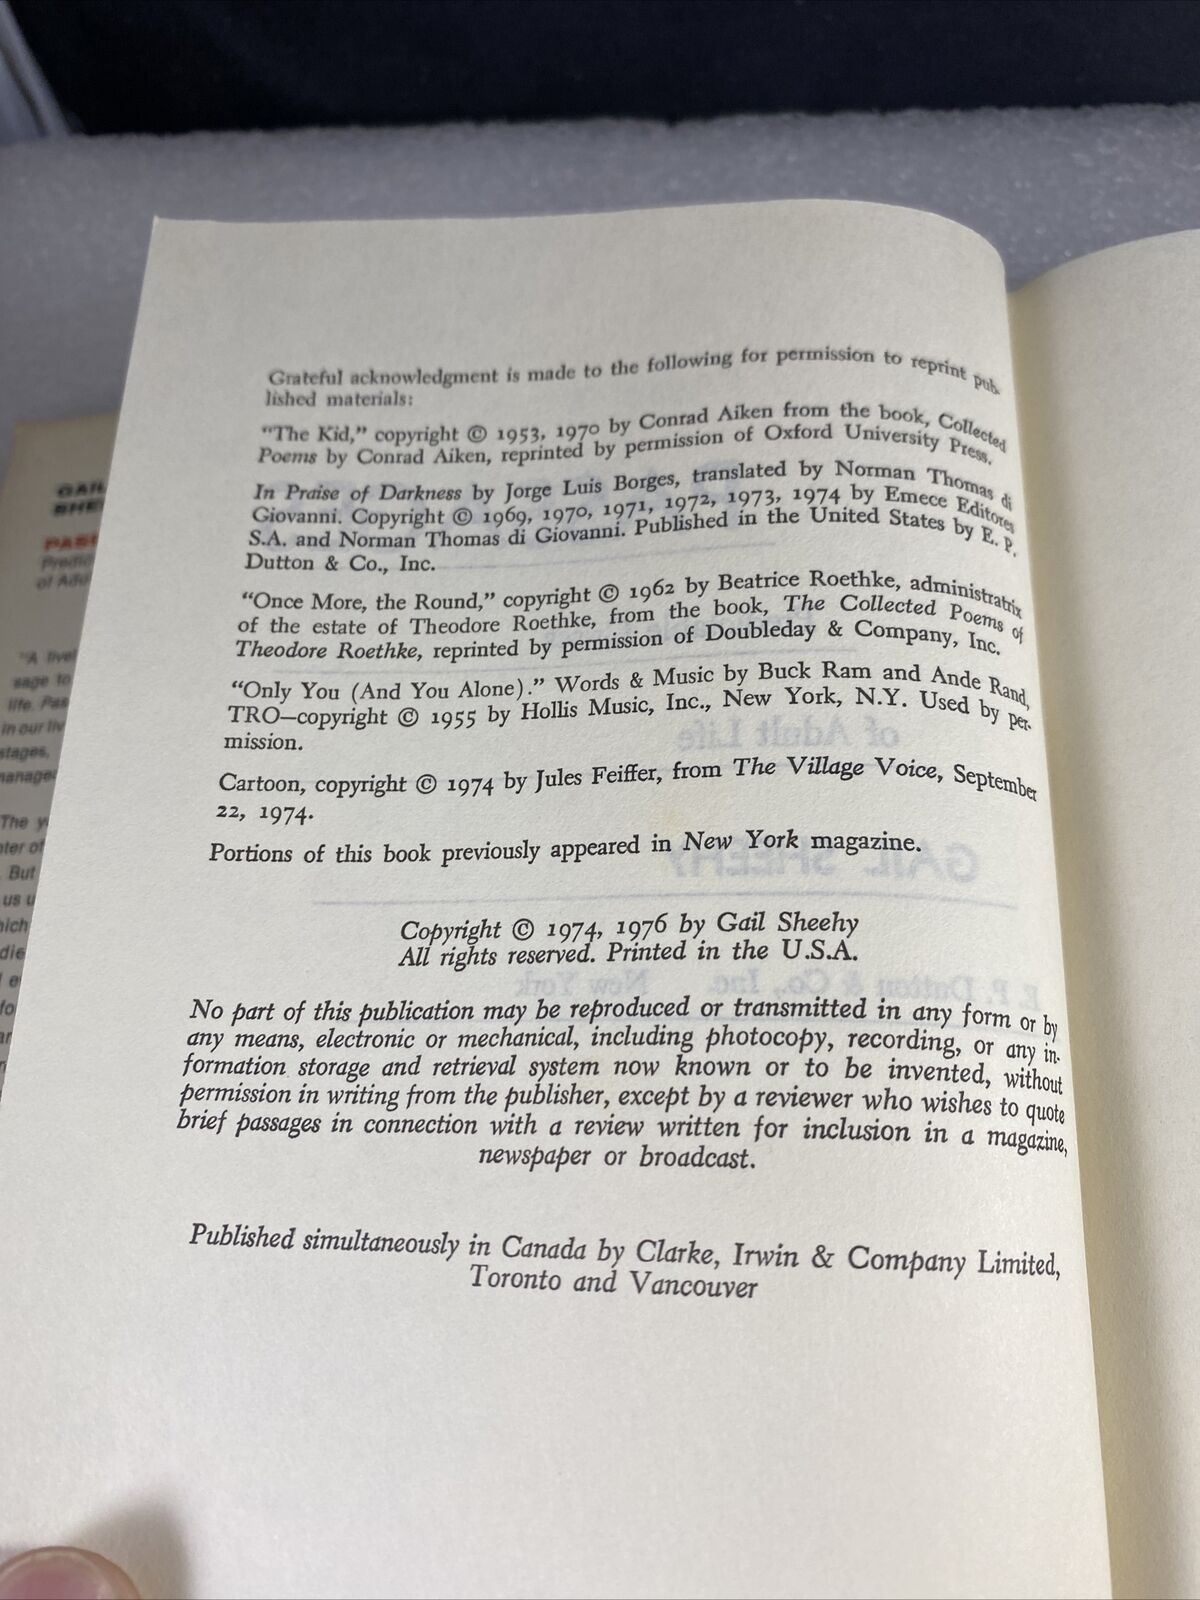 Grateful acknowledgment is made to the following for permission to reprint pub-
lished materials:
"The Kid," copyright © 1953, 1970 by Conrad Aiken from the book, Collected
Poems by Conrad Aiken, reprinted by permission of Oxford University Press.
In Praise of Darkness by Jorge Luis Borges, translated by Norman Thomas di
Giovanni. Copyright © 1969, 1970, 1971, 1972, 1973, 1974 by Emece Editores
S.A. and Norman Thomas di Giovanni. Published in the United States by E. P.
Dutton & Co., Inc.
"Once More, the Round," copyright © 1962 by Beatrice Roethke, administratrix
of the estate of Theodore Roethke, from the book, The Collected Poems of
Theodore Roethke, reprinted by permission of Doubleday & Company, Inc.
"Only You (And You Alone)." Words & Music by Buck Ram and Ande Rand,
TRO—copyright © 1955 by Hollis Music, Inc., New York, N.Y. Used by per-
mission.
Cartoon, copyright © 1974 by Jules Feiffer, from The Village Voice, September
22, 1974.
Portions of this book previously appeared in New York magazine.
Copyright © 1974, 1976 by Gail Sheehy
All rights reserved. Printed in the U.S.A.
No part of this publication may be reproduced or transmitted in any form or by
any means, electronic or mechanical, including photocopy, recording, or any in-
formation storage and retrieval system now known or to be invented, without
permission in writing from the publisher, except by a reviewer who wishes to quote
brief passages in connection with a review written for inclusion in a magazine,
newspaper or broadcast.
Published simultaneously in Canada by Clarke, Irwin & Company Limited,
Toronto and Vancouver